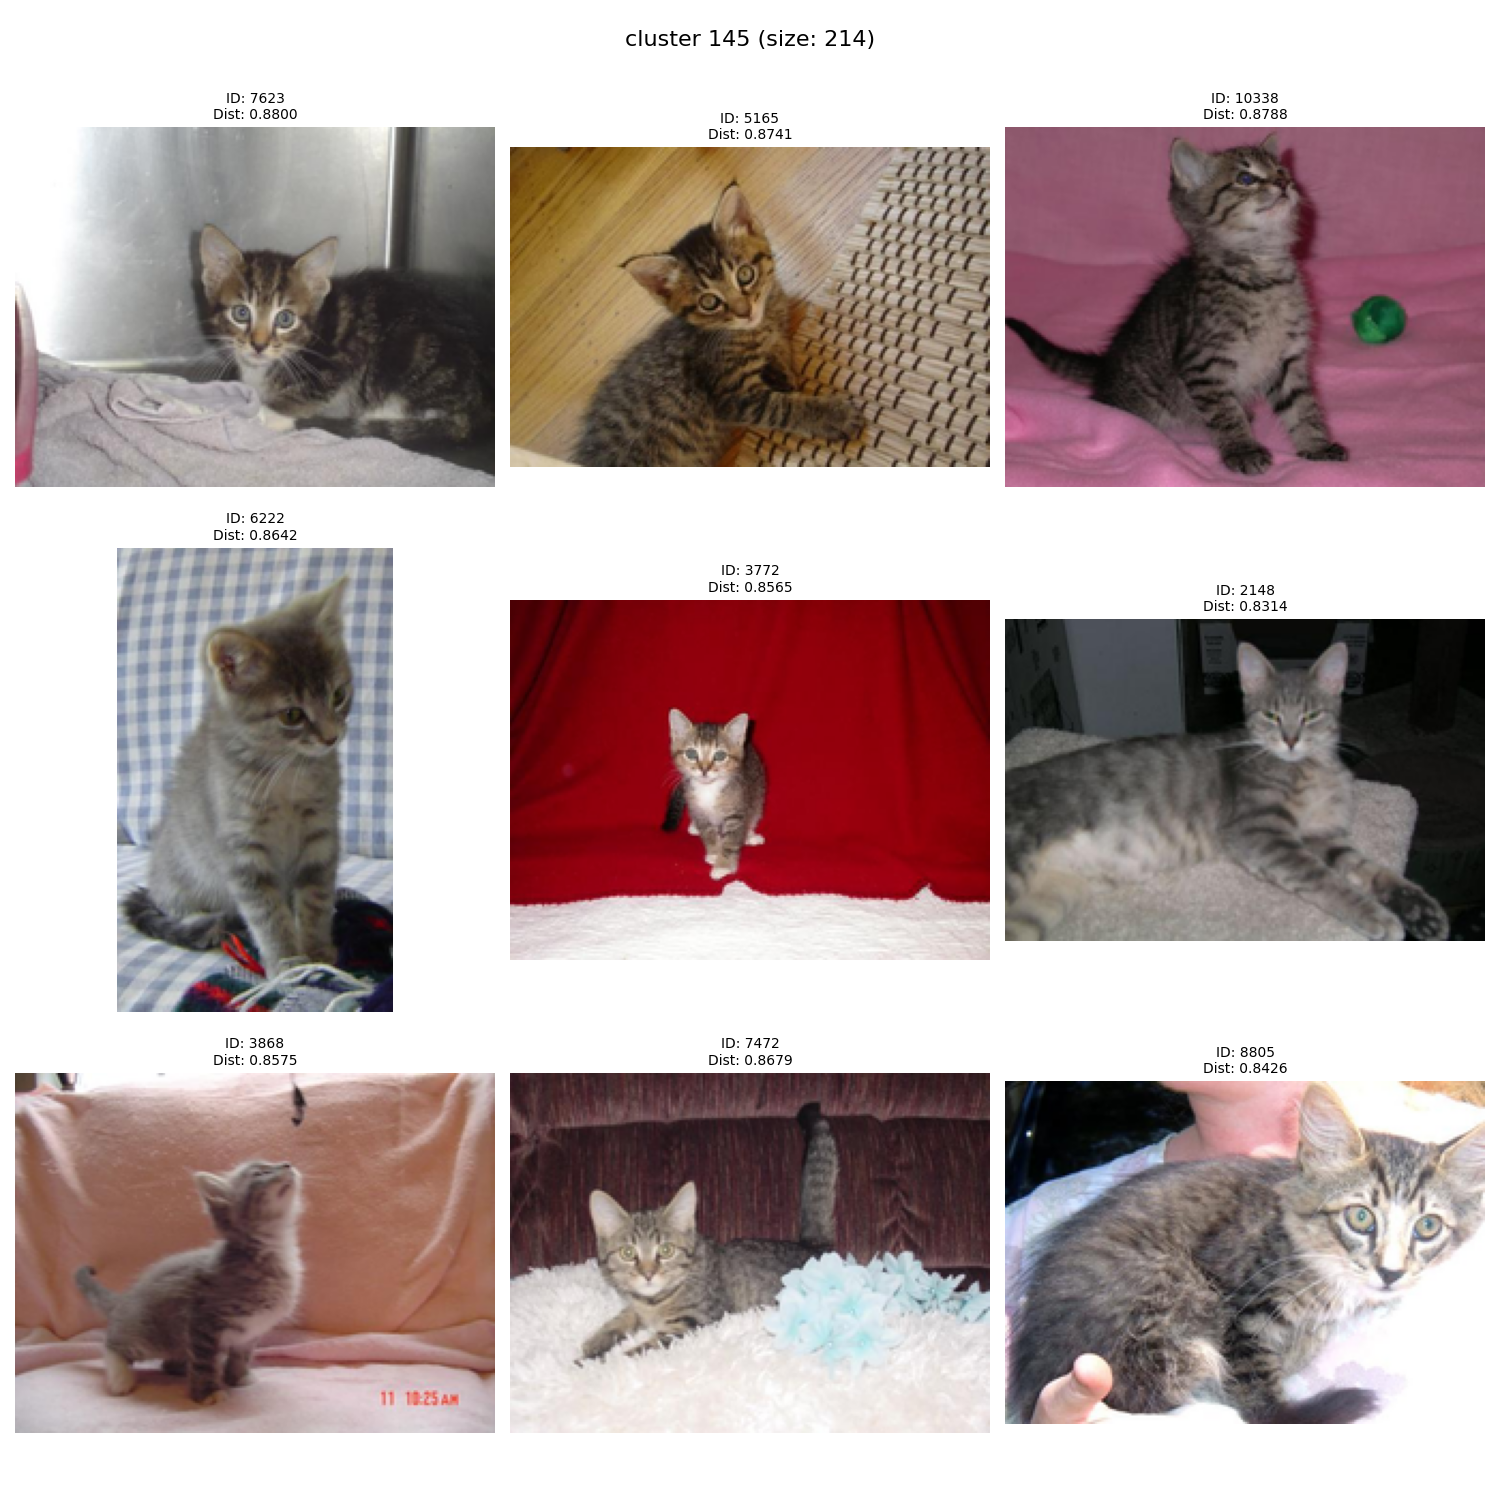 cluster 145 (size: 214)
ID: 7623
Dist: 0.8800
ID: 5165
Dist: 0.8741
ID: 10338
Dist: 0.8788
ID: 6222
Dist: 0.8642
ID: 3772
Dist: 0.8565
ID: 2148
Dist: 0.8314
ID: 3868
Dist: 0.8575
ID: 7472
Dist: 0.8679
ID: 8805
Dist: 0.8426
11 10:25 AM